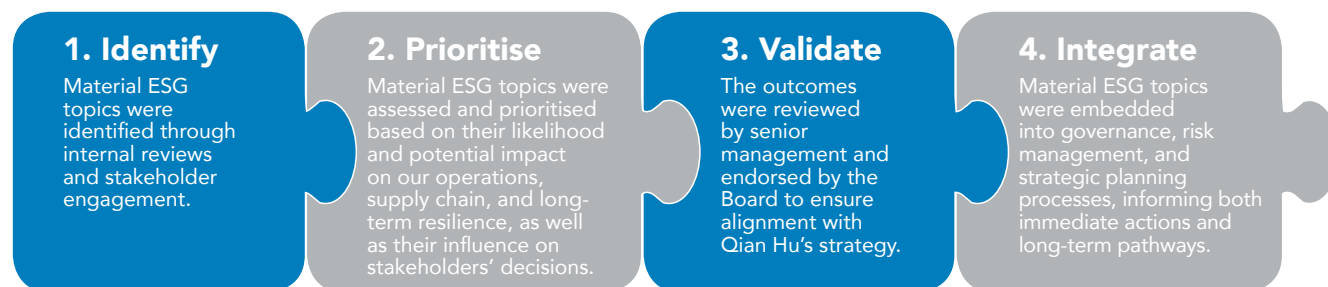 1. Identify
Material ESG
topics were
identified through
internal reviews
and stakeholder
engagement.
2. Prioritise
Material ESG topics were
assessed and prioritised
based on their likelihood
and potential impact
on our operations,
supply chain, and long-
term resilience, as well
as their influence on
stakeholders’ decisions.
3. Validate
The outcomes
were reviewed
by senior
management and
endorsed by the
Board to ensure
alignment with
Qian Hu’s strategy.
4. Integrate
Material ESG topics
were embedded
into governance, risk
management, and
strategic planning
processes, informing both
immediate actions and
long-term pathways.